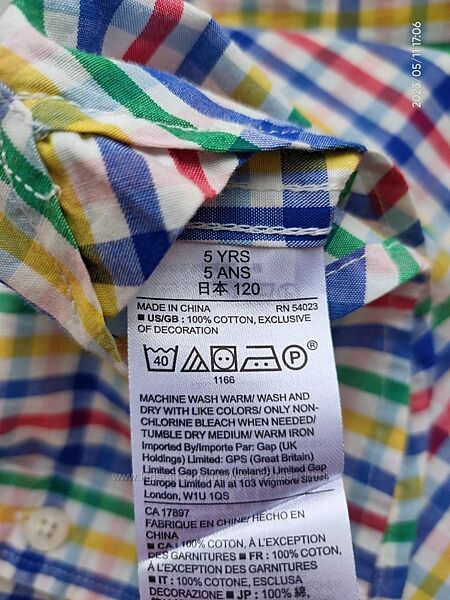 2023/05/11 17:06
5 YRS
5 ANS
日本 120
MADE IN CHINA RN 54023
■ US/GB : 100% COTTON, EXCLUSIVE
OF DECORATION
40 P ®
1166
MACHINE WASH WARM/ WASH AND
DRY WITH LIKE COLORS/ ONLY NON-
CHLORINE BLEACH WHEN NEEDED/
TUMBLE DRY MEDIUM/ WARM IRON
Imported By/Importe Par: Gap (UK
Holdings) Limited: GPS (Great Britain)
Limited Gap Stores (Ireland) Limited Gap
Europe Limited All at 103 Wigmore Street,
London, W1U 1QS
CA 17897
FABRIQUE EN CHINE/ HECHO EN
CHINA
■ CA : 100% COTON, À L'EXCEPTION
DES GARNITURES ■ FR : 100% COTON,
À L'EXCEPTION DES GARNITURES
■ IT : 100% COTONE, ESCLUSA
DECORAZIONE ■ JP : 100% 綿,